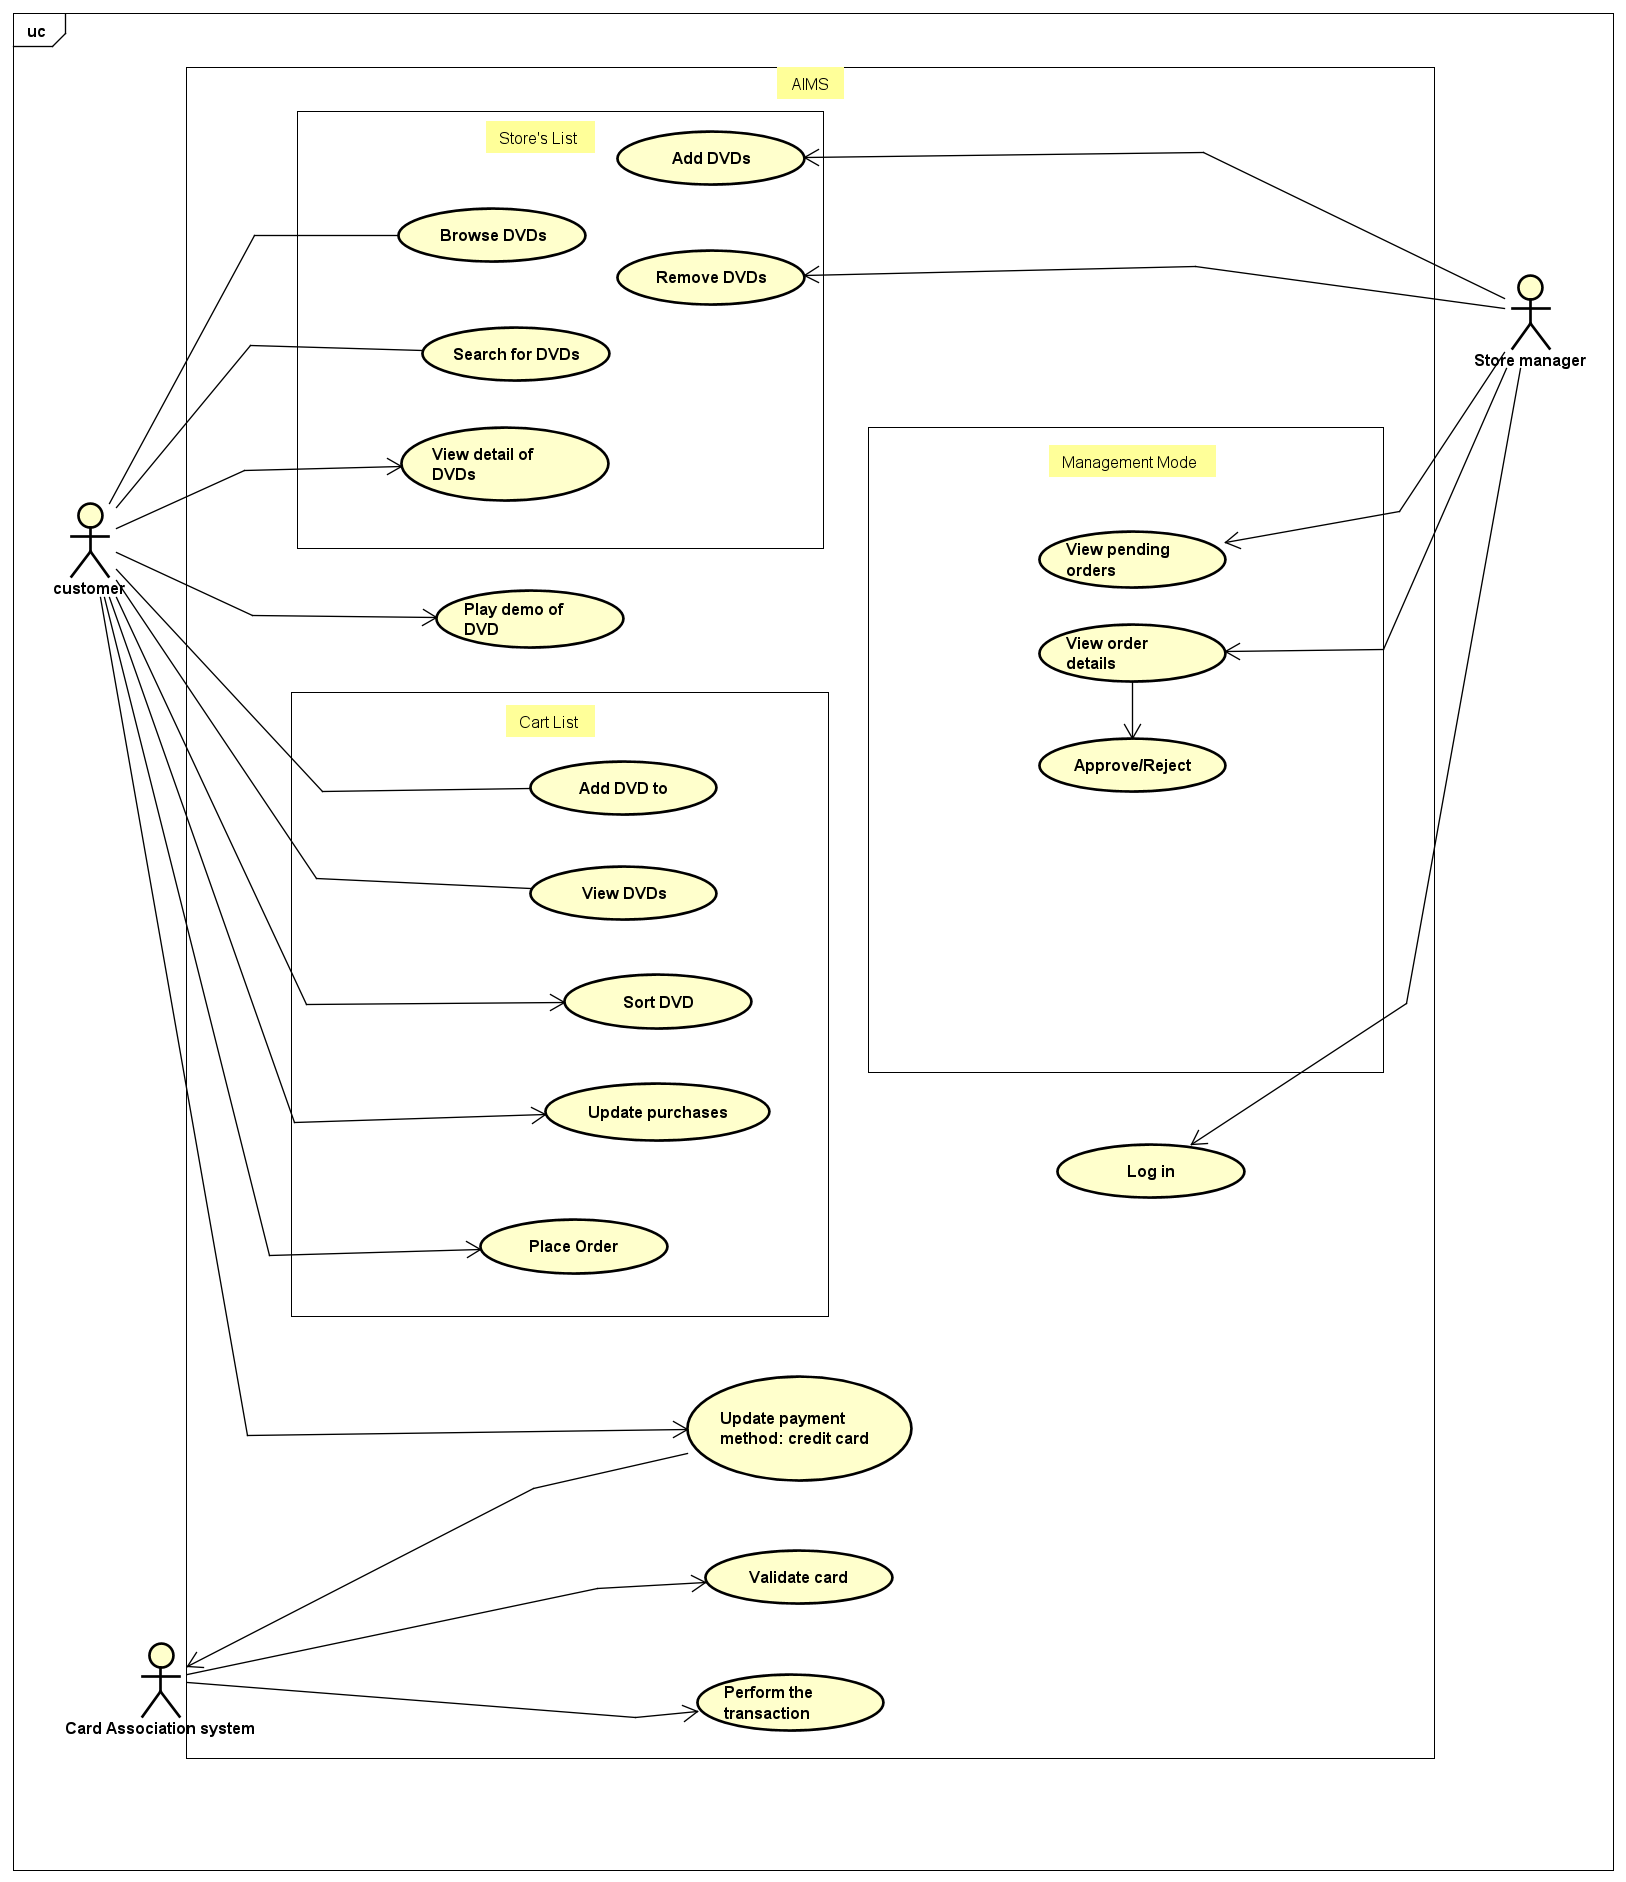 uc
AIMS
Store's List
Add DVDs
Browse DVDs
Remove DVDs
Search for DVDs
View detail of
DVDs
Store manager
Management Mode
View pending
orders
customer
Play demo of
DVD
View order
details
Cart List
Approve/Reject
Add DVD to
View DVDs
Sort DVD
Update purchases
Log in
Place Order
Update payment
method: credit card
Validate card
Perform the
transaction
Card Association system